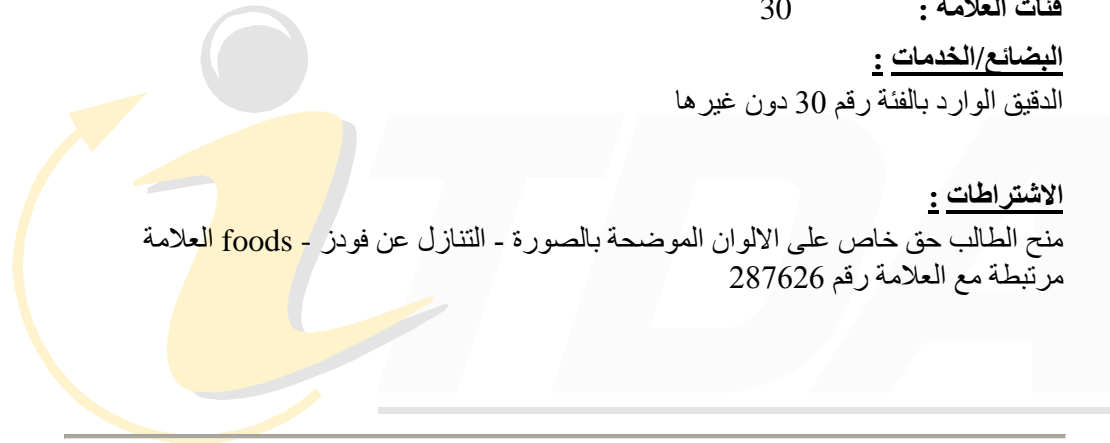 فئات العلامة : 30
البضائع/الخدمات :
الدقيق الوارد بالفئة رقم 30 دون غيرها
الاشتراطات :
منح الطالب حق خاص على الالوان الموضحة بالصورة - التنازل عن فودز - foods العلامة
مرتبطة مع العلامة رقم 287626
iTDA